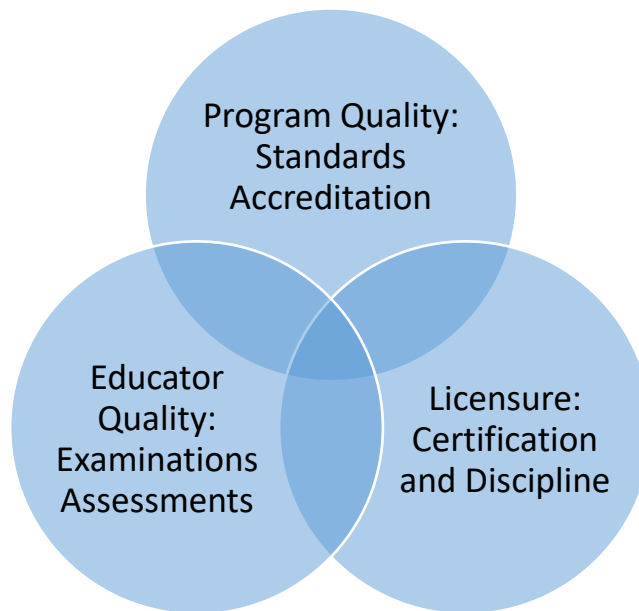 Program Quality:
Standards
Accreditation
Educator
Quality:
Examinations
Assessments
Licensure:
Certification
and Discipline